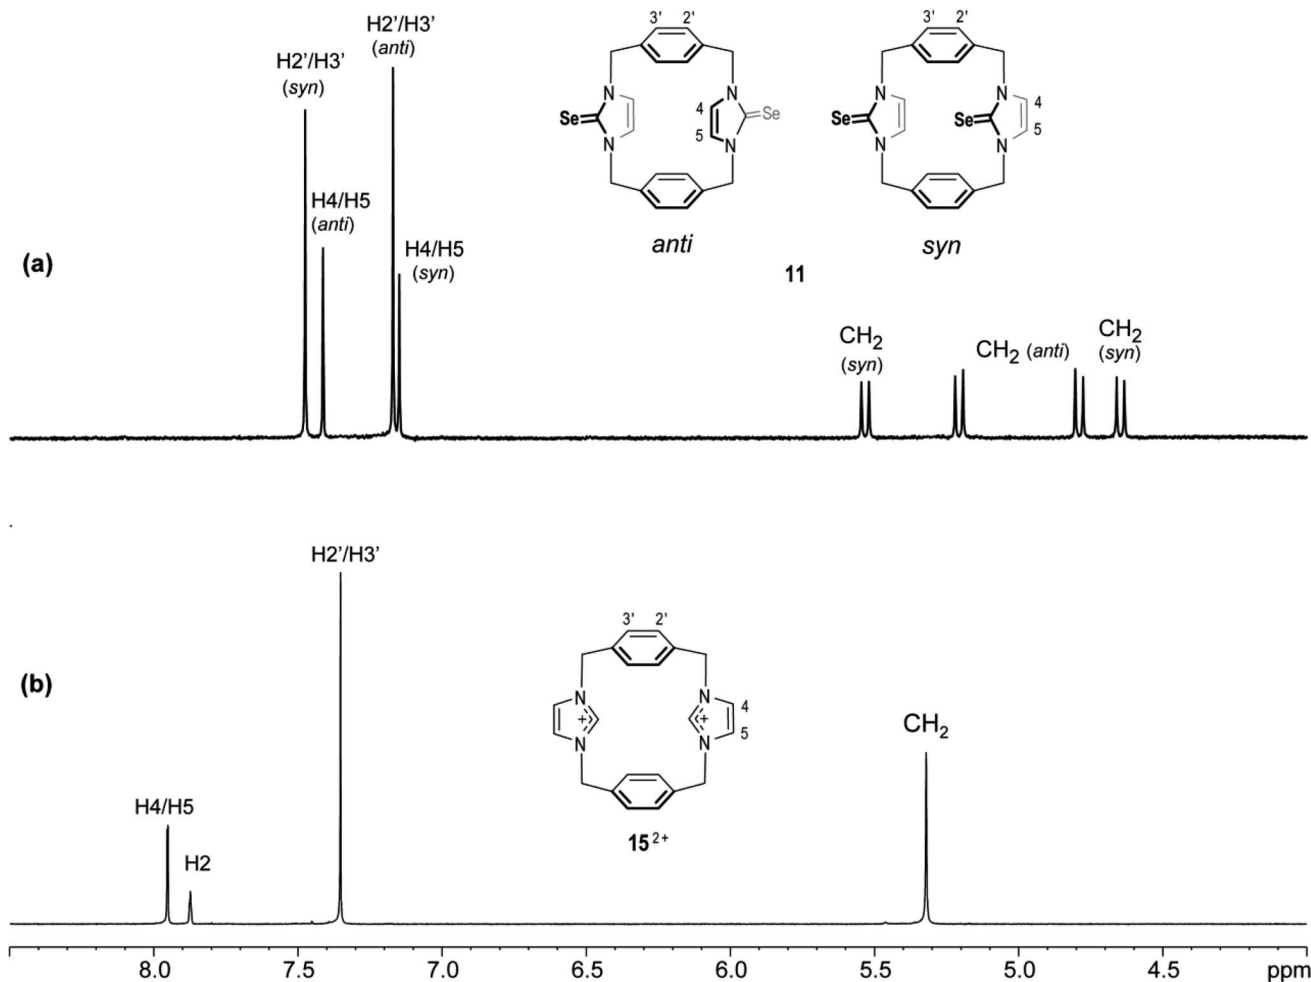 (a)
H2'/H3'
(syn)
H4/H5
(anti)
H2'/H3'
(anti)
H4/H5
(syn)
3' 2'
N N
Se 4 Se
5
N N
anti
3' 2'
N N
Se Se 4
5
N N
syn
11
CH2
(syn)
CH2 (anti)
CH2
(syn)
(b)
H4/H5
H2
H2'/H3'
3' 2'
N N 4
+ +
N N 5
15 2+
CH2
8.0 7.5 7.0 6.5 6.0 5.5 5.0 4.5 ppm